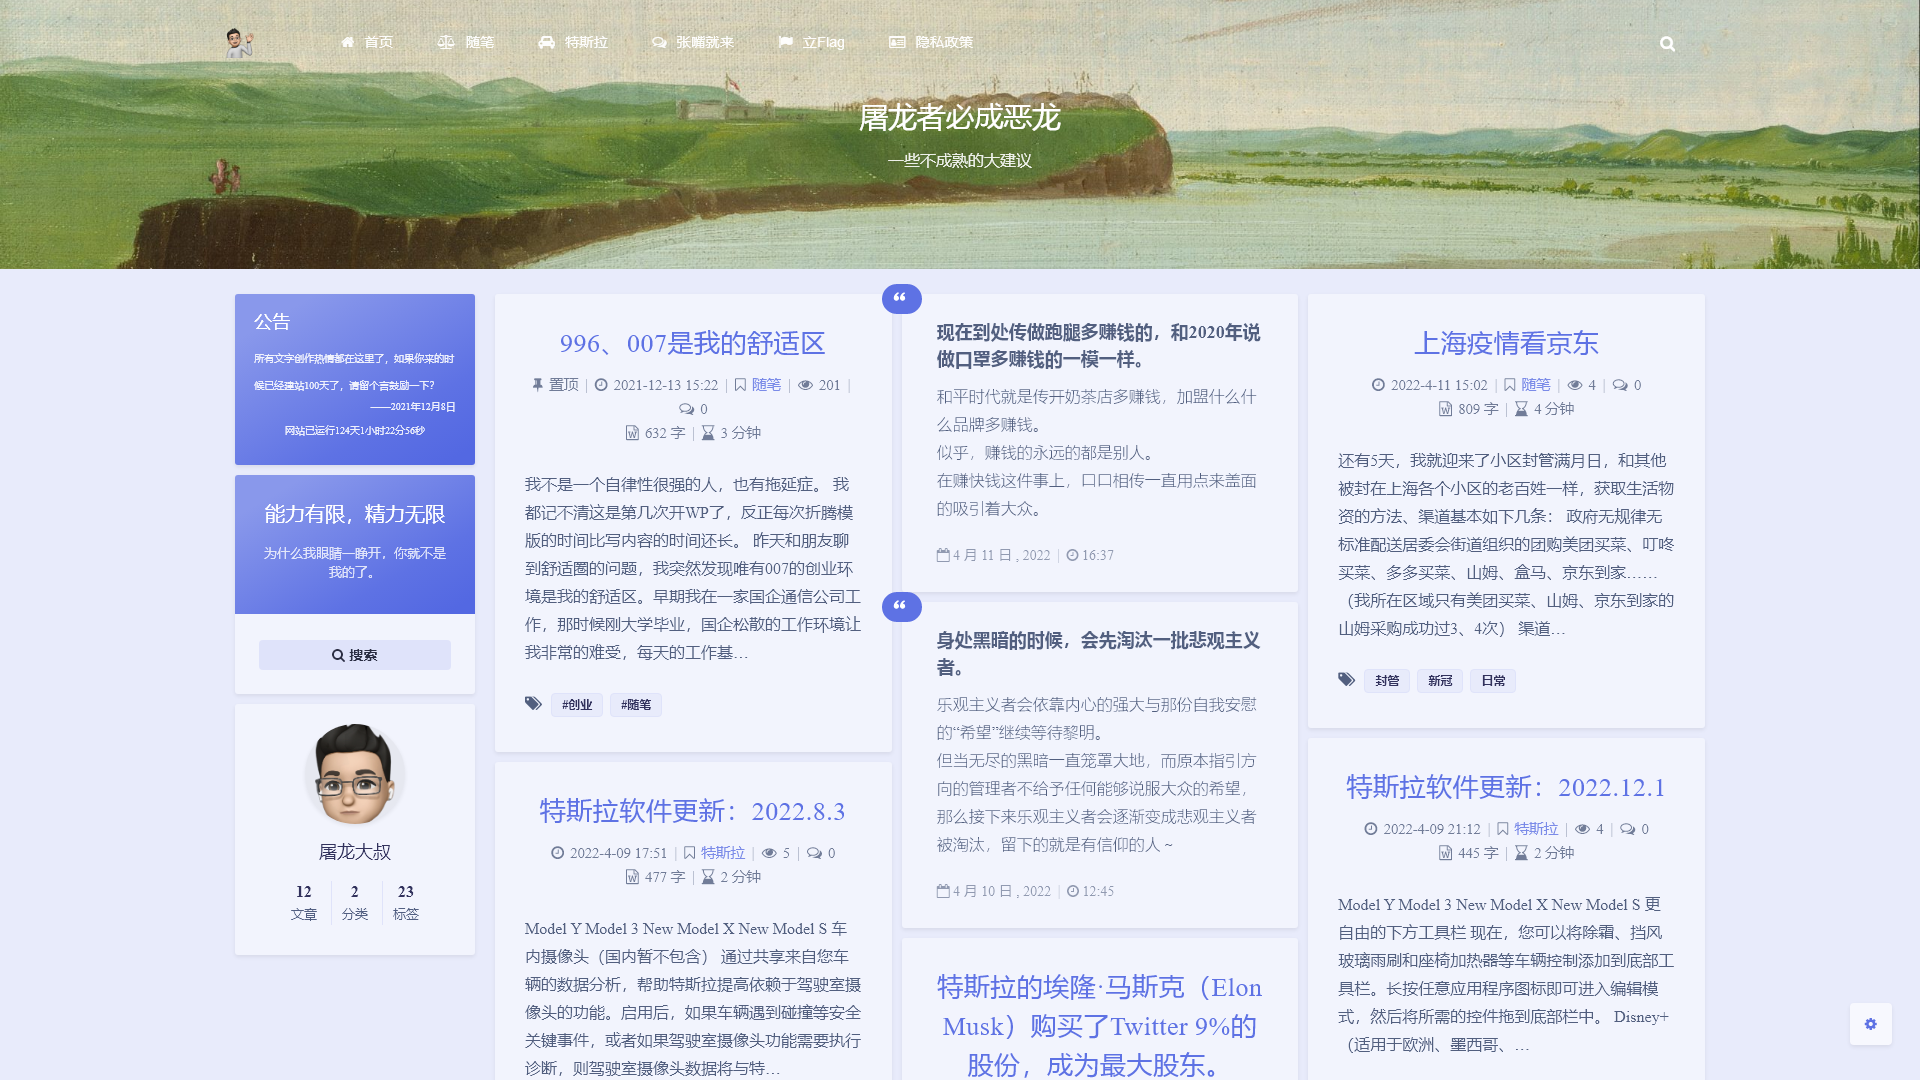 首页 随笔 特斯拉 张嘴就来 立Flag 隐私政策
屠龙者必成恶龙
一些不成熟的大建议
公告
所有文字创作热情都在这里了，如果你来的时
候已经建站100天了，请留个言鼓励一下？
——2021年12月8日
网站已运行124天1小时22分56秒
能力有限，精力无限
为什么我眼睛一睁开，你就不是
我的了。
搜索
屠龙大叔
12 2 23
文章 分类 标签
996、007是我的舒适区
置顶 | 2021-12-13 15:22 | 随笔 | 201 |
0
632 字 | 3 分钟
我不是一个自律性很强的人，也有拖延症。 我
都记不清这是第几次开WP了，反正每次折腾模
版的时间比写内容的时间还长。 昨天和朋友聊
到舒适圈的问题，我突然发现唯有007的创业环
境是我的舒适区。早期我在一家国企通信公司工
作，那时候刚大学毕业，国企松散的工作环境让
我非常的难受，每天的工作基…
#创业 #随笔
特斯拉软件更新：2022.8.3
2022-4-09 17:51 | 特斯拉 | 5 | 0
477 字 | 2 分钟
Model Y Model 3 New Model X New Model S 车
内摄像头（国内暂不包含） 通过共享来自您车
辆的数据分析，帮助特斯拉提高依赖于驾驶室摄
像头的功能。启用后，如果车辆遇到碰撞等安全
关键事件，或者如果驾驶室摄像头功能需要执行
诊断，则驾驶室摄像头数据将与特…
现在到处传做跑腿多赚钱的，和2020年说
做口罩多赚钱的一模一样。
和平时代就是传开奶茶店多赚钱，加盟什么什
么品牌多赚钱。
似乎，赚钱的永远的都是别人。
在赚快钱这件事上，口口相传一直用点来盖面
的吸引着大众。
4 月 11 日 , 2022 | 16:37
身处黑暗的时候，会先淘汰一批悲观主义
者。
乐观主义者会依靠内心的强大与那份自我安慰
的“希望”继续等待黎明。
但当无尽的黑暗一直笼罩大地，而原本指引方
向的管理者不给予任何能够说服大众的希望，
那么接下来乐观主义者会逐渐变成悲观主义者
被淘汰，留下的就是有信仰的人～
4 月 10 日 , 2022 | 12:45
特斯拉的埃隆·马斯克（Elon
Musk）购买了Twitter 9%的
股份，成为最大股东。
上海疫情看京东
2022-4-11 15:02 | 随笔 | 4 | 0
809 字 | 4 分钟
还有5天，我就迎来了小区封管满月日，和其他
被封在上海各个小区的老百姓一样，获取生活物
资的方法、渠道基本如下几条： 政府无规律无
标准配送居委会街道组织的团购美团买菜、叮咚
买菜、多多买菜、山姆、盒马、京东到家……
（我所在区域只有美团买菜、山姆、京东到家的
山姆采购成功过3、4次） 渠道…
封管 新冠 日常
特斯拉软件更新：2022.12.1
2022-4-09 21:12 | 特斯拉 | 4 | 0
445 字 | 2 分钟
Model Y Model 3 New Model X New Model S 更
自由的下方工具栏 现在，您可以将除霜、挡风
玻璃雨刷和座椅加热器等车辆控制添加到底部工
具栏。长按任意应用程序图标即可进入编辑模
式，然后将所需的控件拖到底部栏中。 Disney+
（适用于欧洲、墨西哥、…